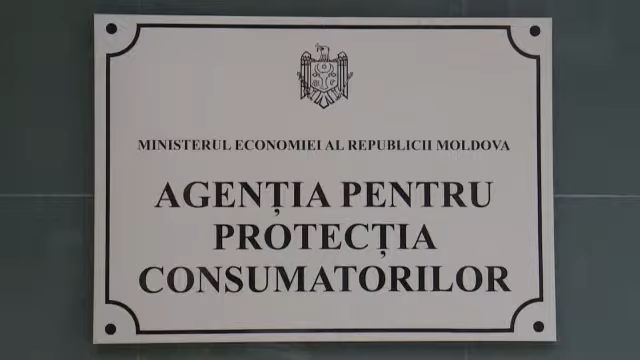 MINISTERUL ECONOMIEI AL REPUBLICII MOLDOVA
AGENȚIA PENTRU
PROTECȚIA
CONSUMATORILOR